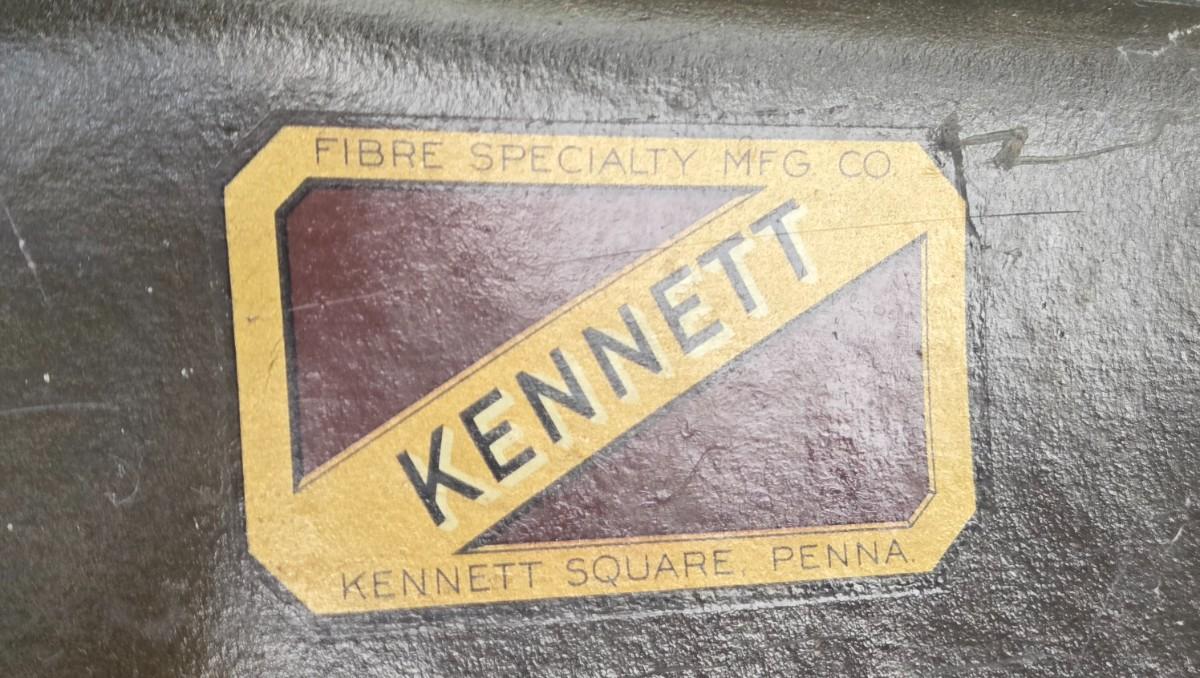 FIBRE SPECIALTY MFG. CO.
KENNETT
KENNETT SQUARE, PENNA.